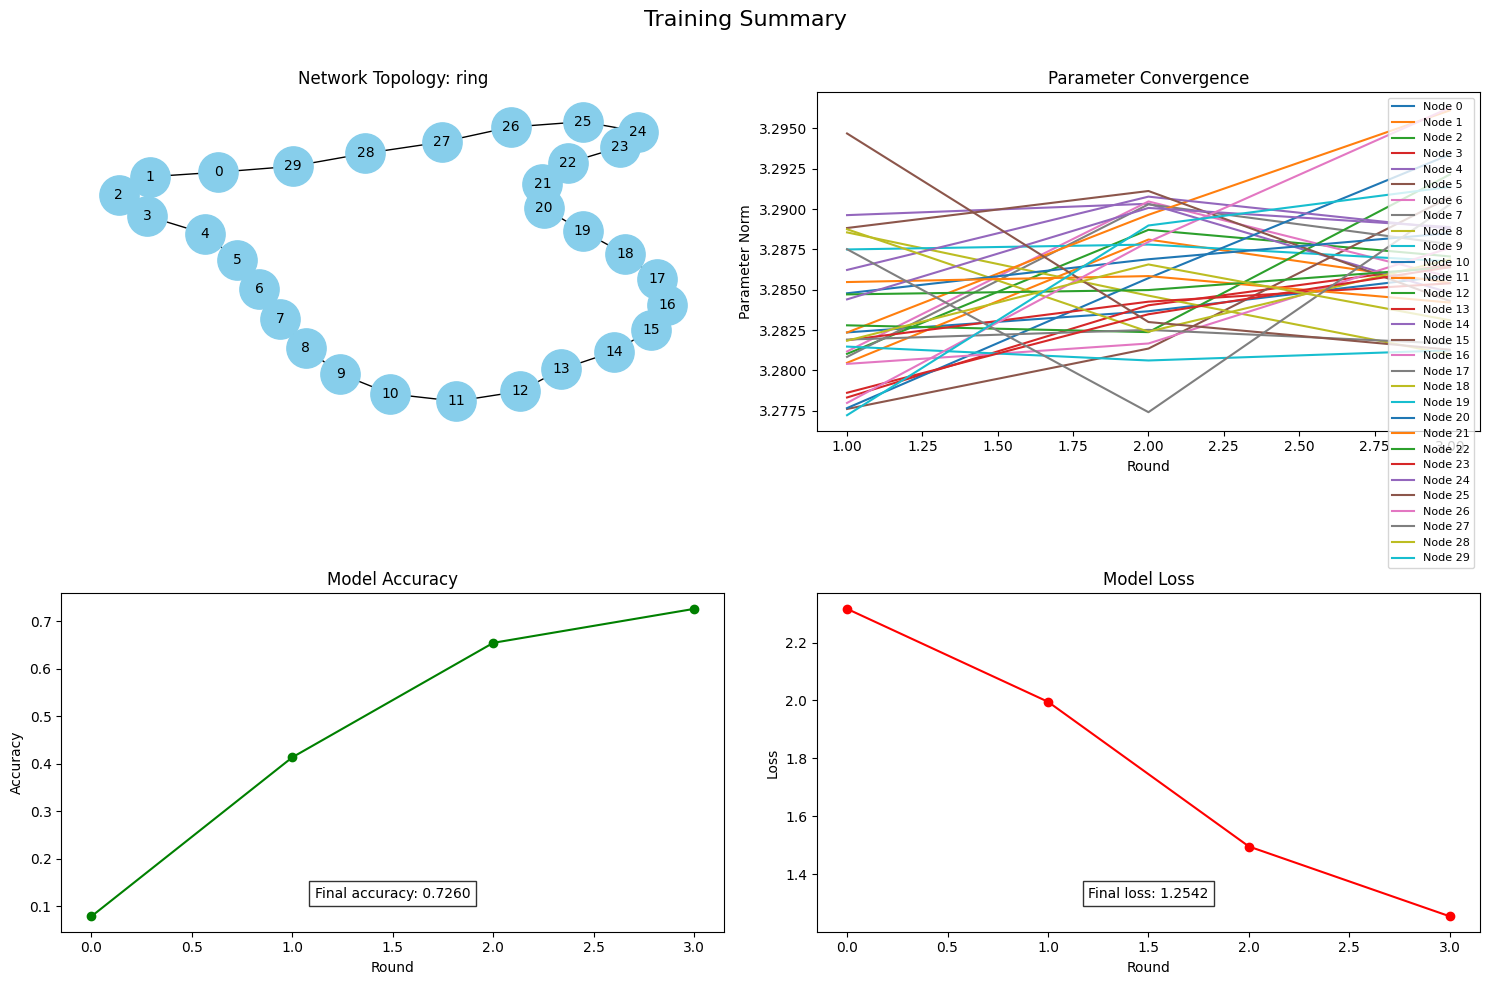 Training Summary
Network Topology: ring
0
1
2
3
4
5
6
7
8
9
10
11
12
13
14
15
16
17
18
19
20
21
22
23
24
25
26
27
28
29
Parameter Convergence
Parameter Norm
3.2950
3.2925
3.2900
3.2875
3.2850
3.2825
3.2800
3.2775
1.00 1.25 1.50 1.75 2.00 2.25 2.50 2.75 3.00
Round
Node 0
Node 1
Node 2
Node 3
Node 4
Node 5
Node 6
Node 7
Node 8
Node 9
Node 10
Node 11
Node 12
Node 13
Node 14
Node 15
Node 16
Node 17
Node 18
Node 19
Node 20
Node 21
Node 22
Node 23
Node 24
Node 25
Node 26
Node 27
Node 28
Node 29
Model Accuracy
Accuracy
0.7
0.6
0.5
0.4
0.3
0.2
0.1
Final accuracy: 0.7260
0.0 0.5 1.0 1.5 2.0 2.5 3.0
Round
Model Loss
Loss
2.2
2.0
1.8
1.6
1.4
Final loss: 1.2542
0.0 0.5 1.0 1.5 2.0 2.5 3.0
Round